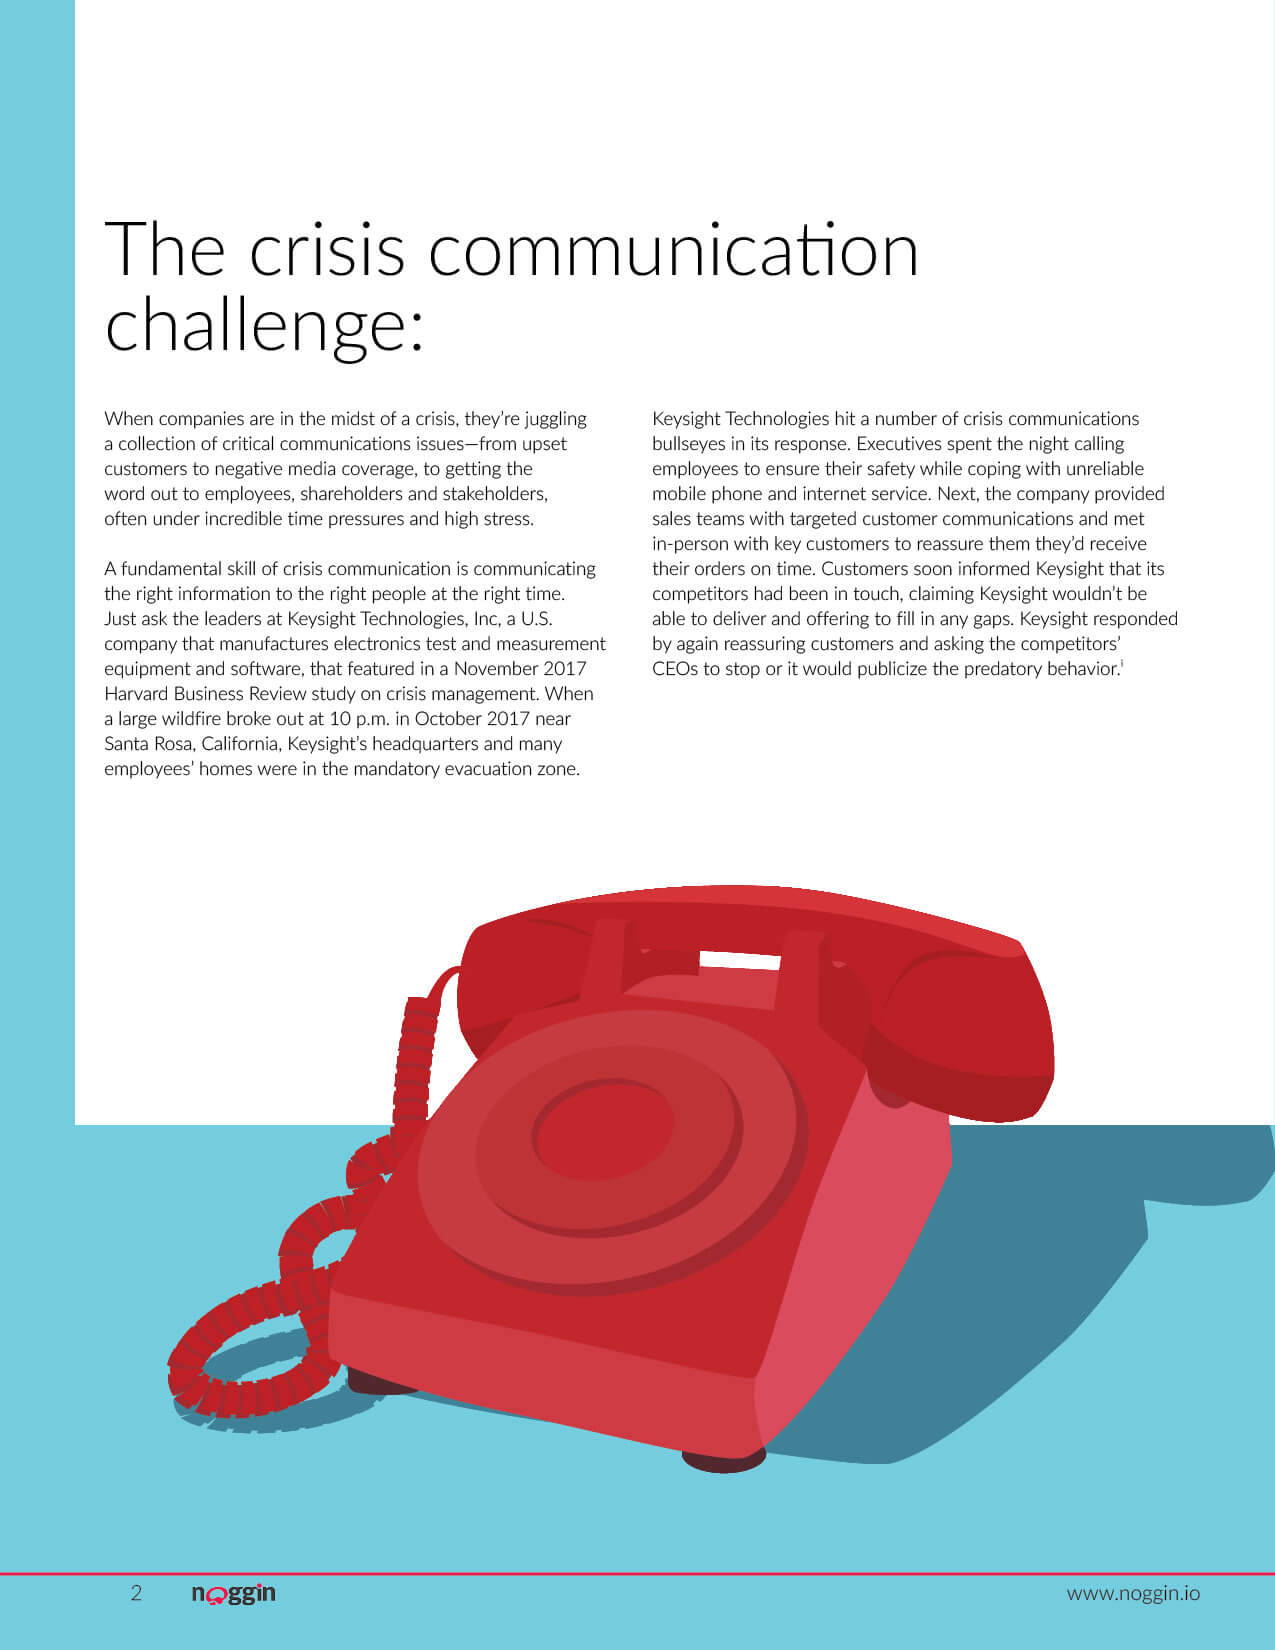 The crisis communication
challenge:
When companies are in the midst of a crisis, they’re juggling
a collection of critical communications issues—from upset
customers to negative media coverage, to getting the
word out to employees, shareholders and stakeholders,
often under incredible time pressures and high stress.
A fundamental skill of crisis communication is communicating
the right information to the right people at the right time.
Just ask the leaders at Keysight Technologies, Inc, a U.S.
company that manufactures electronics test and measurement
equipment and software, that featured in a November 2017
Harvard Business Review study on crisis management. When
a large wildfire broke out at 10 p.m. in October 2017 near
Santa Rosa, California, Keysight’s headquarters and many
employees’ homes were in the mandatory evacuation zone.
Keysight Technologies hit a number of crisis communications
bullseyes in its response. Executives spent the night calling
employees to ensure their safety while coping with unreliable
mobile phone and internet service. Next, the company provided
sales teams with targeted customer communications and met
in-person with key customers to reassure them they’d receive
their orders on time. Customers soon informed Keysight that its
competitors had been in touch, claiming Keysight wouldn’t be
able to deliver and offering to fill in any gaps. Keysight responded
by again reassuring customers and asking the competitors’
CEOs to stop or it would publicize the predatory behavior.ⁱ
2
noggin
www.noggin.io